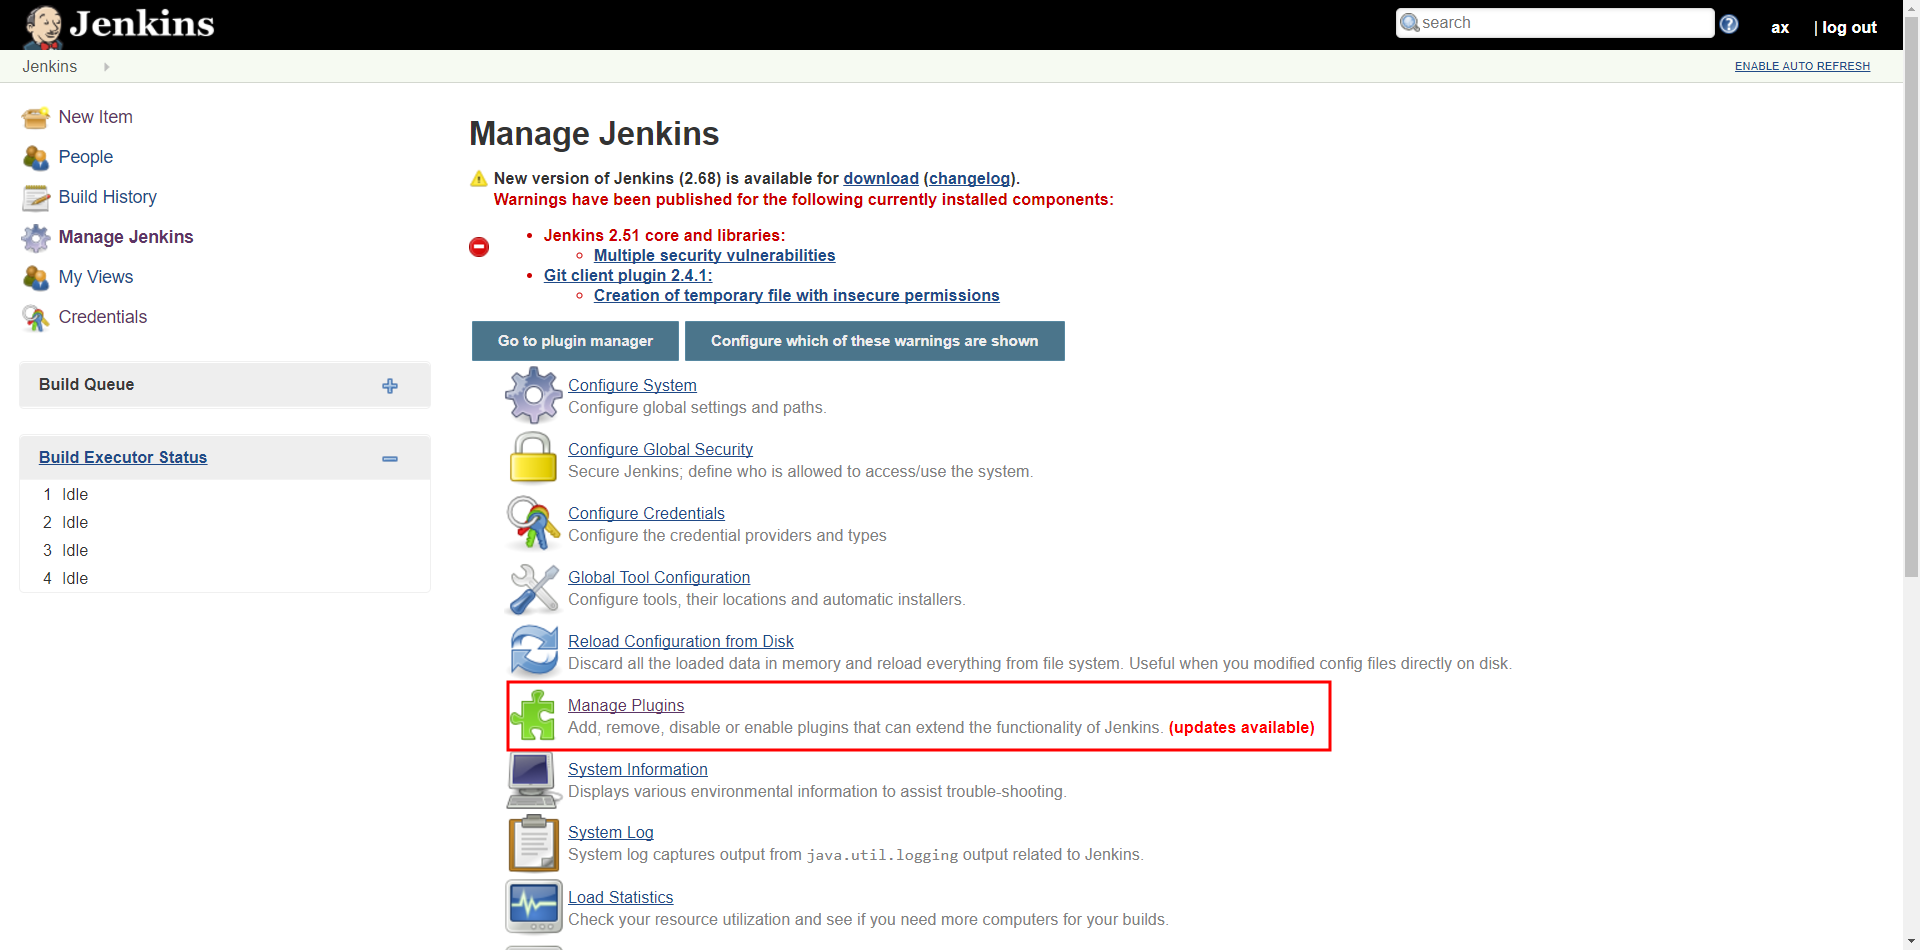 Jenkins
search
ax
| log out
Jenkins
ENABLE AUTO REFRESH
New Item
People
Build History
Manage Jenkins
My Views
Credentials
Build Queue
Build Executor Status
1 Idle
2 Idle
3 Idle
4 Idle
Manage Jenkins
New version of Jenkins (2.68) is available for download (changelog).
Warnings have been published for the following currently installed components:
Jenkins 2.51 core and libraries:
Multiple security vulnerabilities
Git client plugin 2.4.1:
Creation of temporary file with insecure permissions
Go to plugin manager
Configure which of these warnings are shown
Configure System
Configure global settings and paths.
Configure Global Security
Secure Jenkins; define who is allowed to access/use the system.
Configure Credentials
Configure the credential providers and types
Global Tool Configuration
Configure tools, their locations and automatic installers.
Reload Configuration from Disk
Discard all the loaded data in memory and reload everything from file system. Useful when you modified config files directly on disk.
Manage Plugins
Add, remove, disable or enable plugins that can extend the functionality of Jenkins. (updates available)
System Information
Displays various environmental information to assist trouble-shooting.
System Log
System log captures output from java.util.logging output related to Jenkins.
Load Statistics
Check your resource utilization and see if you need more computers for your builds.